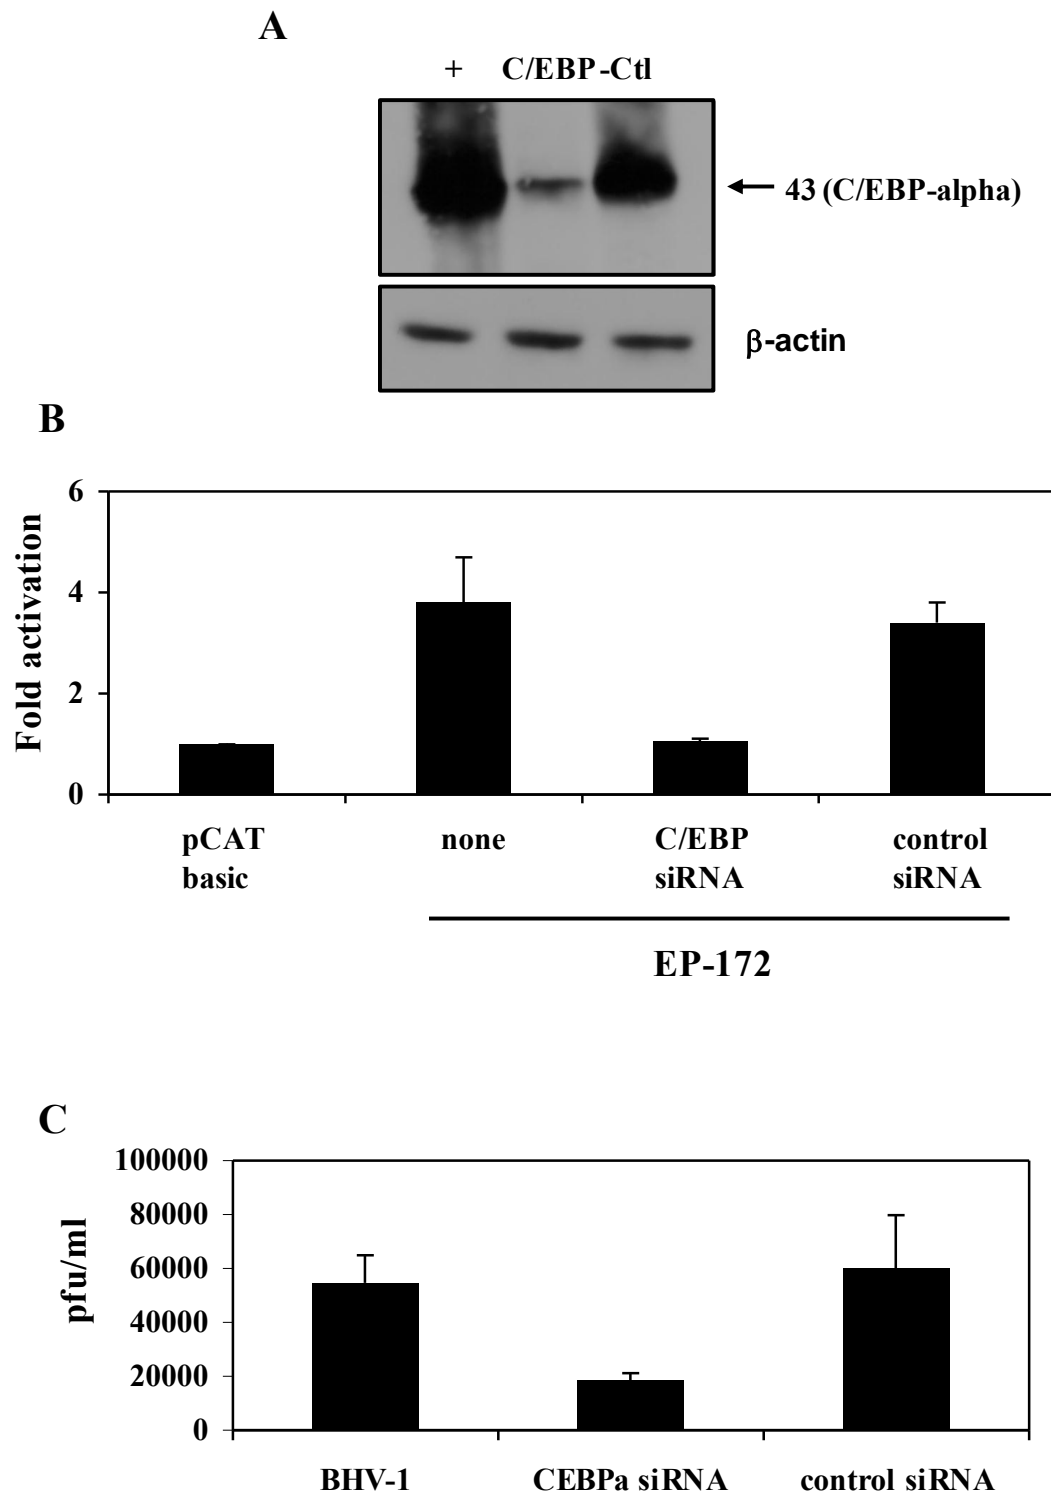 A
+ C/EBP-Ctl
43 (C/EBP-alpha)
β-actin
B
Fold activation
6
4
2
0
pCAT basic
none
C/EBP siRNA
control siRNA
EP-172
C
pfu/ml
100000
80000
60000
40000
20000
0
BHV-1 CEBPa siRNA control siRNA